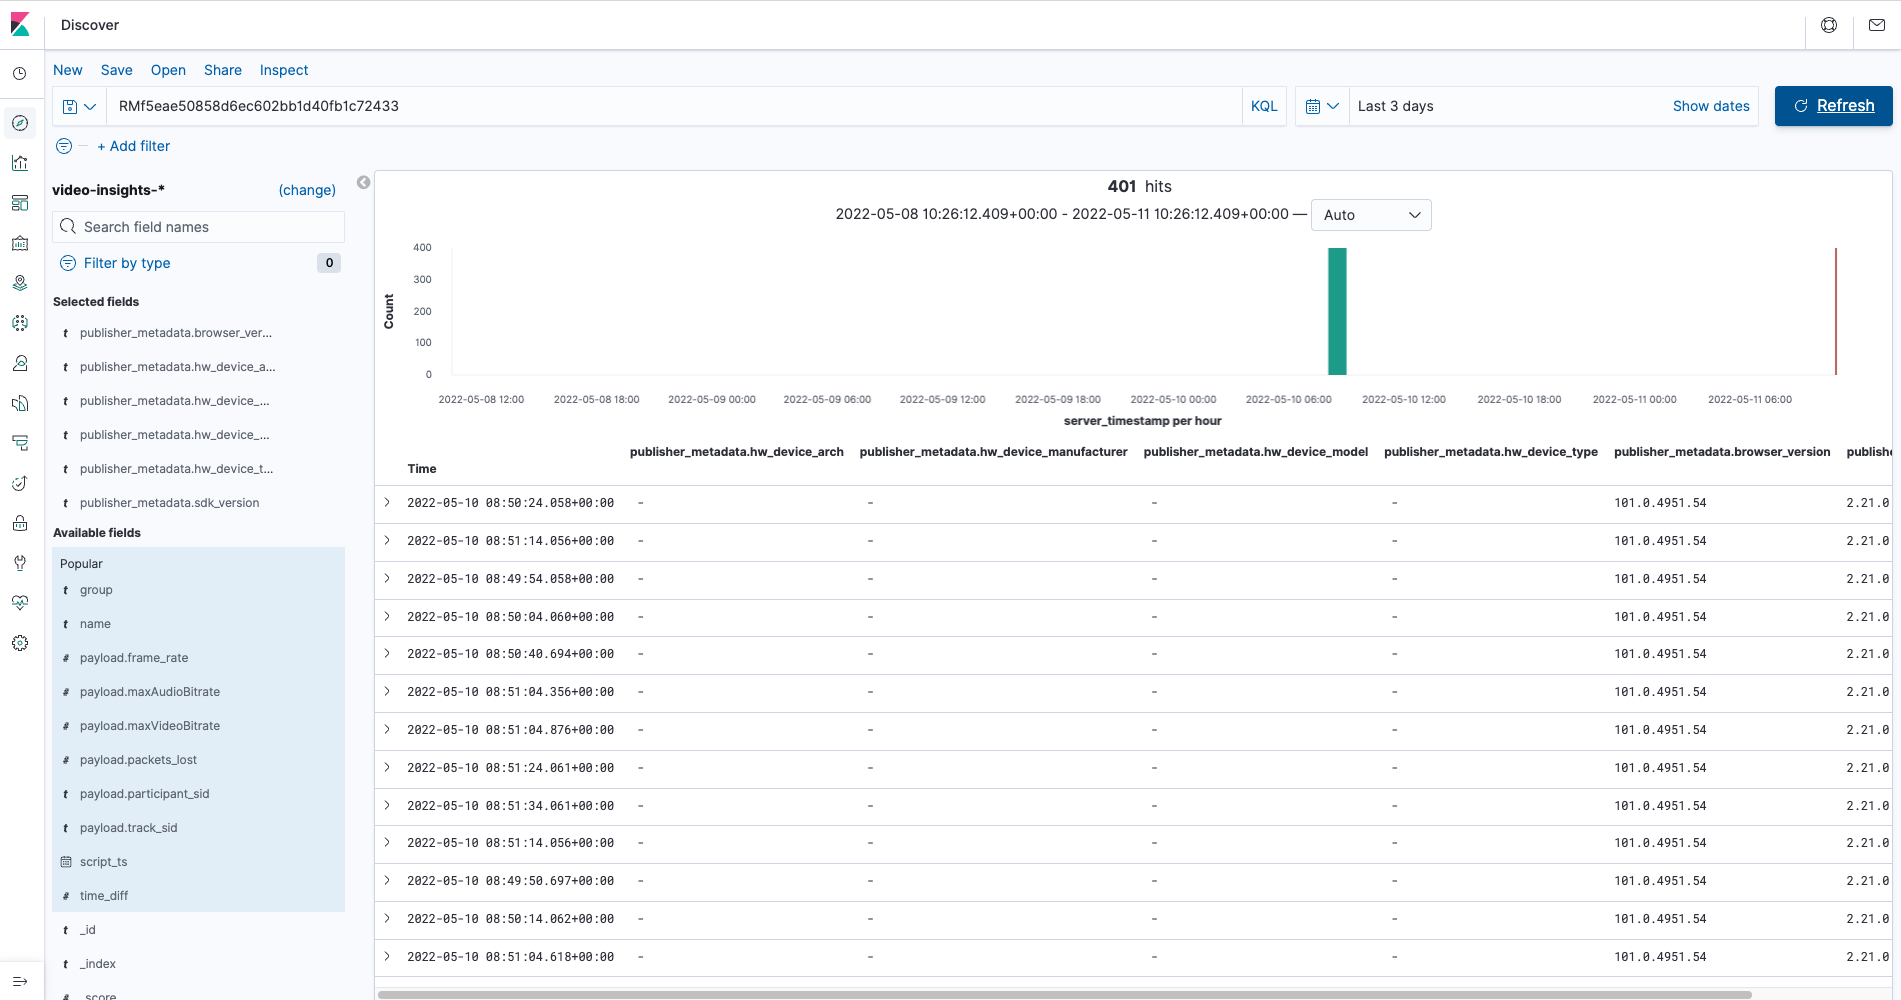 Discover
New Save Open Share Inspect
RMf5eae50858d6ec602bb1d40fb1c72433 KQL Last 3 days Show dates Refresh
+ Add filter
video-insights-* (change)
Search field names
Filter by type 0
Selected fields
t publisher_metadata.browser_ver...
t publisher_metadata.hw_device_a...
t publisher_metadata.hw_device_...
t publisher_metadata.hw_device_...
t publisher_metadata.hw_device_t...
t publisher_metadata.sdk_version
Available fields
Popular
t group
t name
# payload.frame_rate
# payload.maxAudioBitrate
# payload.maxVideoBitrate
# payload.packets_lost
t payload.participant_sid
t payload.track_sid
script_ts
# time_diff
t _id
t _index
# _score
401 hits
2022-05-08 10:26:12.409+00:00 - 2022-05-11 10:26:12.409+00:00 — Auto
Count
400
300
200
100
0
2022-05-08 12:00 2022-05-08 18:00 2022-05-09 00:00 2022-05-09 06:00 2022-05-09 12:00 2022-05-09 18:00 2022-05-10 00:00 2022-05-10 06:00 2022-05-10 12:00 2022-05-10 18:00 2022-05-11 00:00 2022-05-11 06:00
server_timestamp per hour
Time publisher_metadata.hw_device_arch publisher_metadata.hw_device_manufacturer publisher_metadata.hw_device_model publisher_metadata.hw_device_type publisher_metadata.browser_version publishe
2022-05-10 08:50:24.058+00:00 - - - - 101.0.4951.54 2.21.0
2022-05-10 08:51:14.056+00:00 - - - - 101.0.4951.54 2.21.0
2022-05-10 08:49:54.058+00:00 - - - - 101.0.4951.54 2.21.0
2022-05-10 08:50:04.060+00:00 - - - - 101.0.4951.54 2.21.0
2022-05-10 08:50:40.694+00:00 - - - - 101.0.4951.54 2.21.0
2022-05-10 08:51:04.356+00:00 - - - - 101.0.4951.54 2.21.0
2022-05-10 08:51:04.876+00:00 - - - - 101.0.4951.54 2.21.0
2022-05-10 08:51:24.061+00:00 - - - - 101.0.4951.54 2.21.0
2022-05-10 08:51:34.061+00:00 - - - - 101.0.4951.54 2.21.0
2022-05-10 08:51:14.056+00:00 - - - - 101.0.4951.54 2.21.0
2022-05-10 08:49:50.697+00:00 - - - - 101.0.4951.54 2.21.0
2022-05-10 08:50:14.062+00:00 - - - - 101.0.4951.54 2.21.0
2022-05-10 08:51:04.618+00:00 - - - - 101.0.4951.54 2.21.0